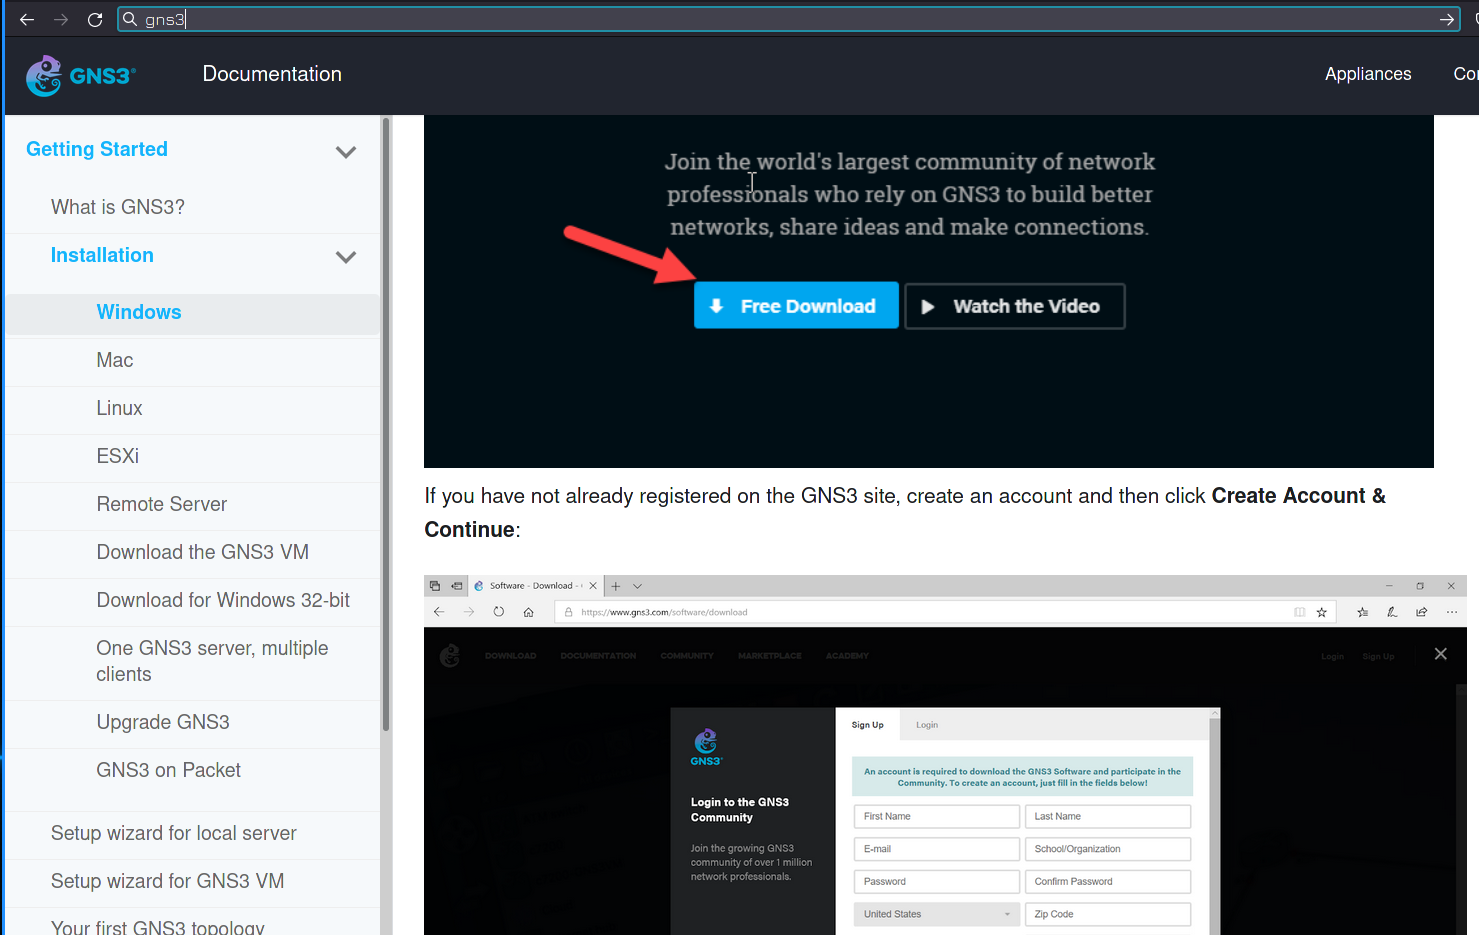 gns3
GNS3
Documentation
Appliances
Getting Started
What is GNS3?
Installation
Windows
Mac
Linux
ESXi
Remote Server
Download the GNS3 VM
Download for Windows 32-bit
One GNS3 server, multiple
clients
Upgrade GNS3
GNS3 on Packet
Setup wizard for local server
Setup wizard for GNS3 VM
Your first GNS3 topology
Join the world's largest community of network
professionals who rely on GNS3 to build better
networks, share ideas and make connections.
Free Download
Watch the Video
If you have not already registered on the GNS3 site, create an account and then click Create Account &
Continue:
Software - Download -
https://www.gns3.com/software/download
DOWNLOAD DOCUMENTATION COMMUNITY MARKETPLACE ACADEMY
Login Sign Up
GNS3
Login to the GNS3
Community
Join the growing GNS3
community of over 1 million
network professionals.
Sign Up Login
An account is required to download the GNS3 Software and participate in the
Community. To create an account, just fill in the fields below!
First Name Last Name
E-mail School/Organization
Password Confirm Password
United States Zip Code